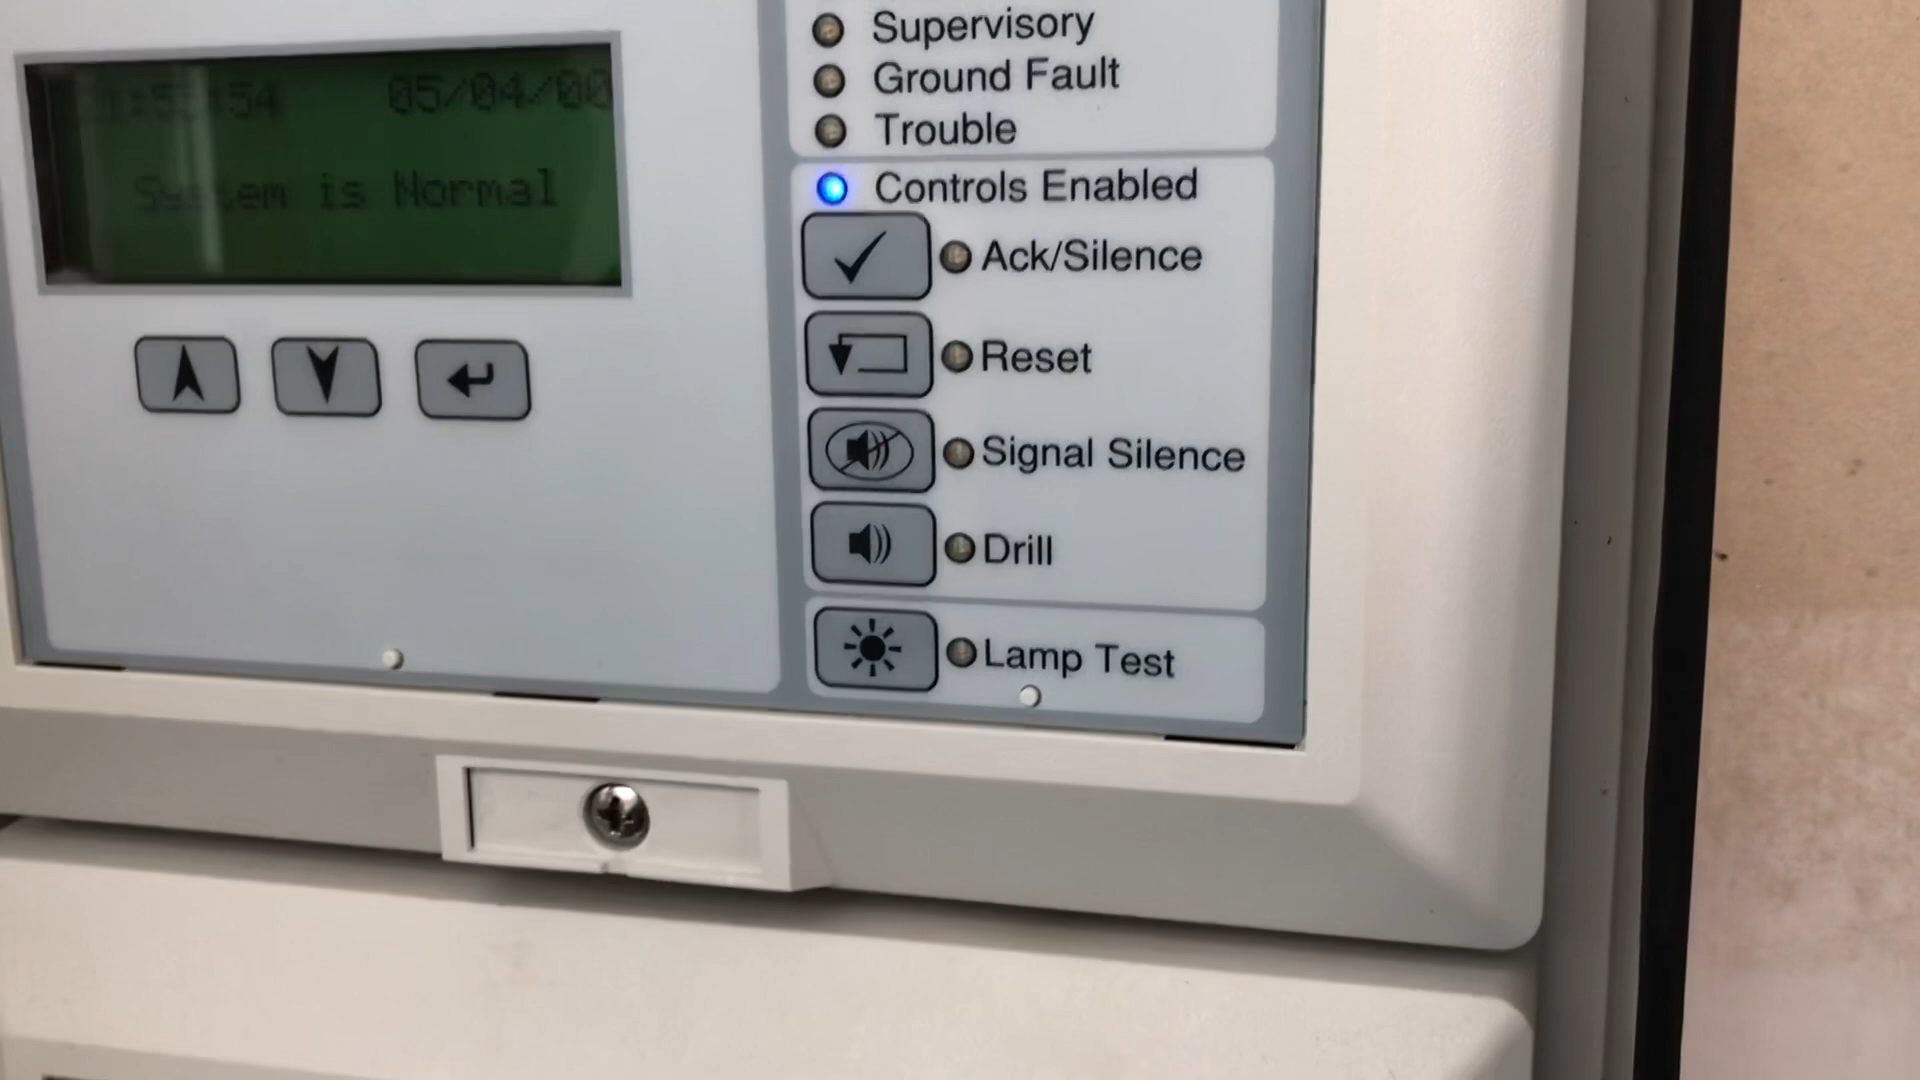 05/04/00
System is Normal
Supervisory
Ground Fault
Trouble
Controls Enabled
Ack/Silence
Reset
Signal Silence
Drill
Lamp Test